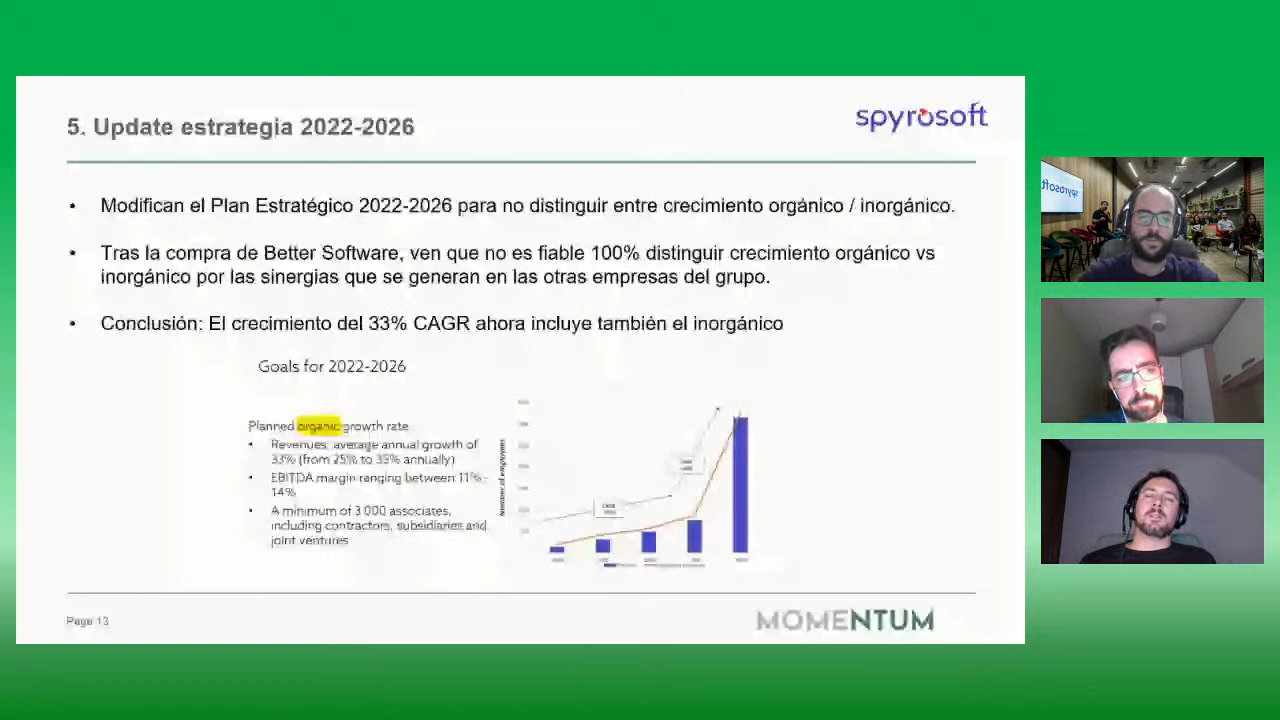 5. Update estrategia 2022-2026
spyrosoft
• Modifican el Plan Estratégico 2022-2026 para no distinguir entre crecimiento orgánico / inorgánico.
• Tras la compra de Better Software, ven que no es fiable 100% distinguir crecimiento orgánico vs
inorgánico por las sinergias que se generan en las otras empresas del grupo.
• Conclusión: El crecimiento del 33% CAGR ahora incluye también el inorgánico
Goals for 2022-2026
Planned organic growth rate
• Revenues: average annual growth of
33% (from 25% to 35% annually)
• EBITDA margin ranging between 11% -
14%
• A minimum of 3 000 associates,
including contractors, subsidiaries and
joint ventures
Number of employees
Page 13
MOMENTUM
spyrosoft